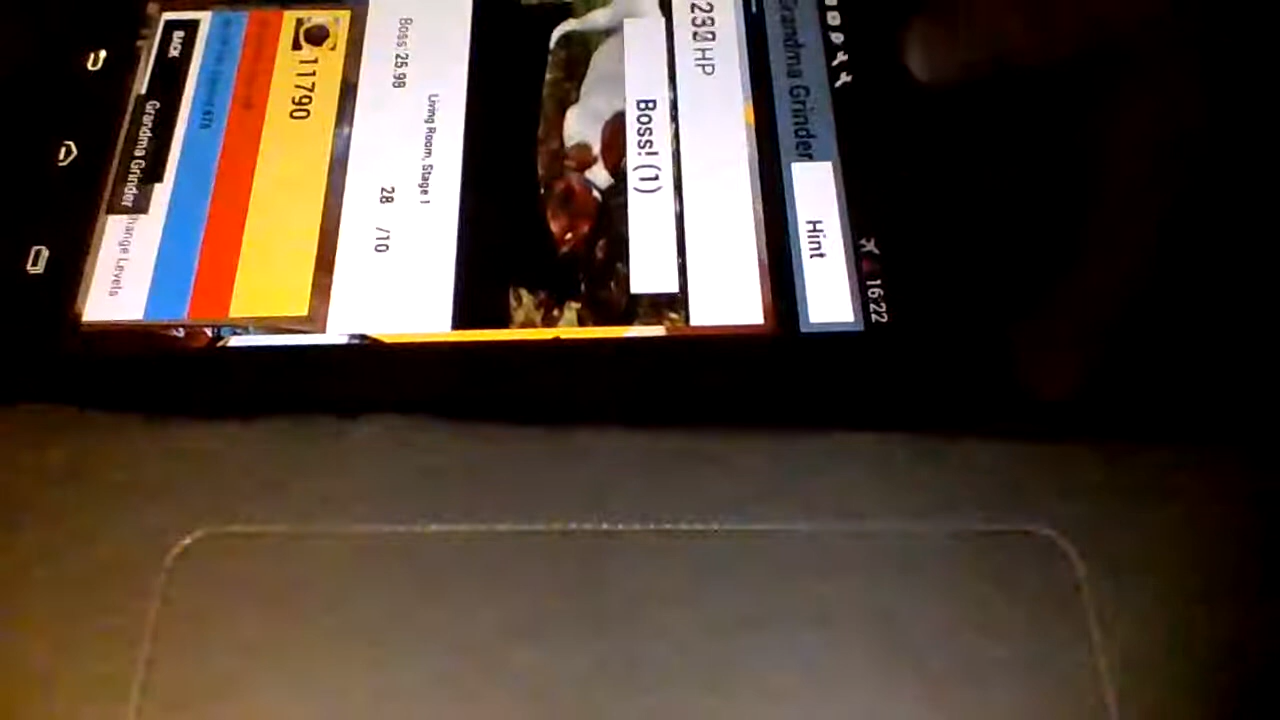 16:22
Grandma Grinder
Hint
HP
Boss! (1)
Living Room, Stage 1
Boss: 25.98
28 /10
11790
Change Levels
BACK
Grandma Grinder